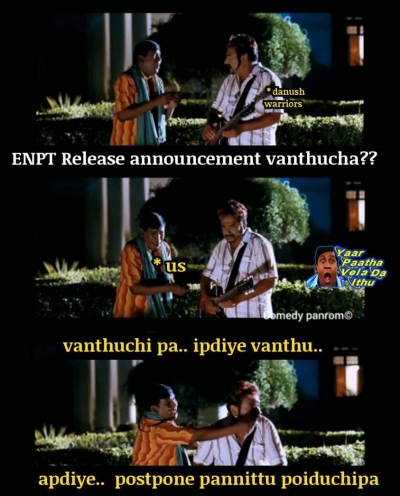 * danush
warriors
ENPT Release announcement vanthucha??
* us
Yaar
Paatha
Vela Da
Ithu
Comedy panrom©
vanthuchi pa.. ipdiye vanthu..
apdiye.. postpone pannittu poiduchipa